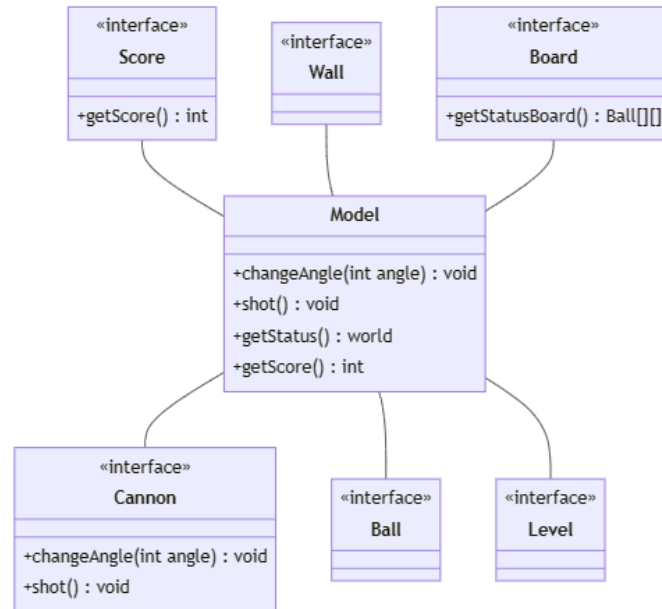 «interface»
Score
+getScore() : int
«interface»
Wall
«interface»
Board
+getStatusBoard() : Ball[][]
Model
+changeAngle(int angle) : void
+shot() : void
+getStatus() : world
+getScore() : int
«interface»
Cannon
+changeAngle(int angle) : void
+shot() : void
«interface»
Ball
«interface»
Level